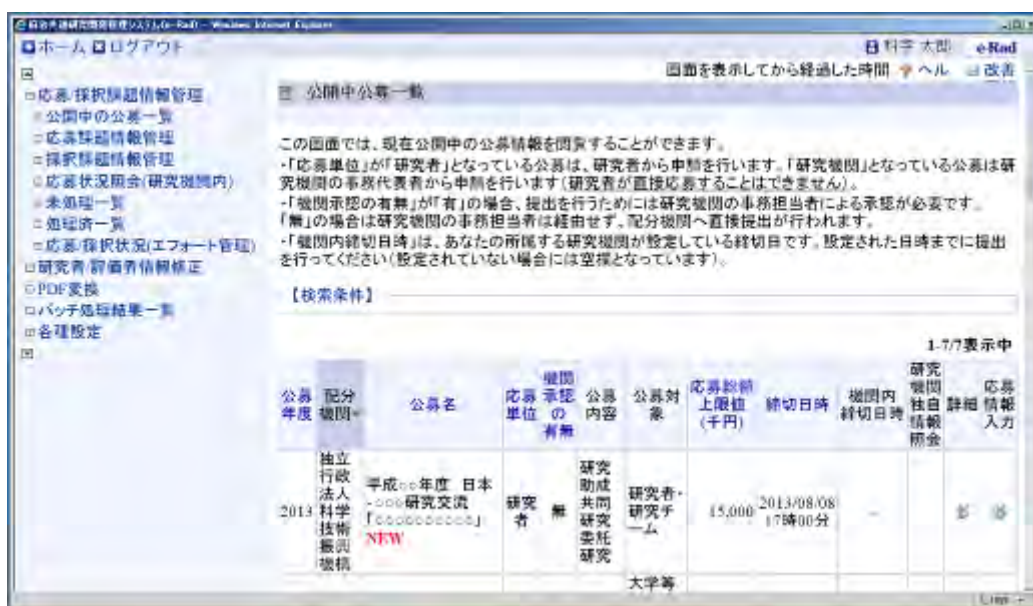 ホーム ログアウト
科学 太郎 e-Rad
画面を表示してから経過した時間 ヘル 改善
応募/採択課題情報管理
公開中の公募一覧
応募課題情報管理
採択課題情報管理
応募状況照会(研究機関内)
未処理一覧
処理済一覧
応募/採択状況(エフォート管理)
研究者/評価者情報修正
PDF変換
バッチ処理結果一覧
各種設定
公開中公募一覧
この画面では、現在公開中の公募情報を閲覧することができます。
・「応募単位」が「研究者」となっている公募は、研究者から申請を行います。「研究機関」となっている公募は研
究機関の事務代表者から申請を行います(研究者が直接応募することはできません)。
・「機関承認の有無」が「有」の場合、提出を行うためには研究機関の事務担当者による承認が必要です。
「無」の場合は研究機関の事務担当者は経由せず、配分機関へ直接提出が行われます。
・「機関内締切日時」は、あなたの所属する研究機関が設定している締切日です。設定された日時までに提出
を行ってください(設定されていない場合には空欄となっています)。
【検索条件】
1-7/7表示中
公募年度 配分機関 公募名 応募単位 機関承認の有無 公募内容 公募対象 応募総額上限値(千円) 締切日時 機関内締切日時 研究機関独自情報照会 詳細 応募情報入力
2013 独立行政法人科学技術振興機構 平成○○年度 日本-○○○研究交流「○○○○○○○○○○」 NEW 研究者 無 研究助成共同研究委託研究 研究者・研究チーム 15,000 2013/08/08 17時00分 -
大学等